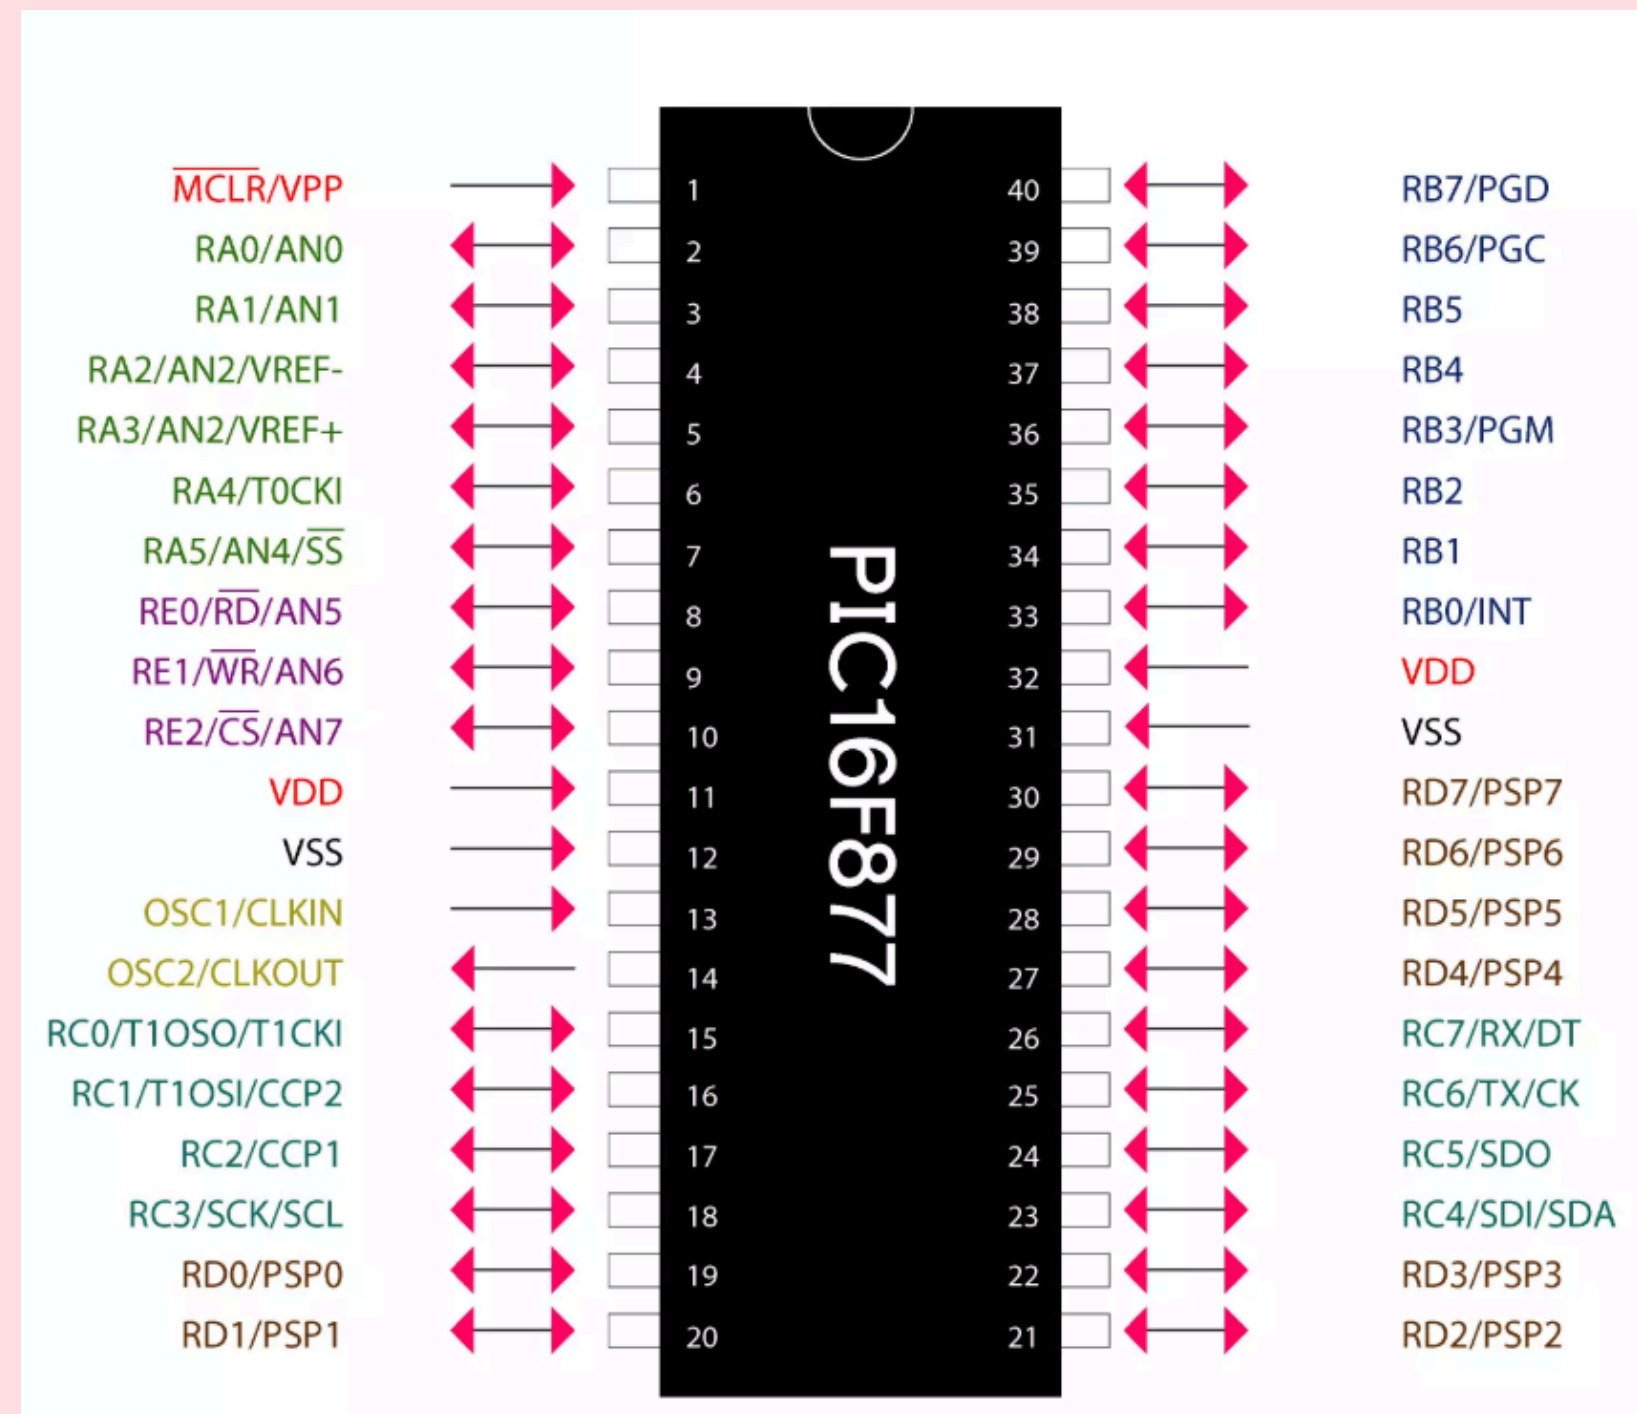 MCLR/VPP 1 40 RB7/PGD
RA0/AN0 2 39 RB6/PGC
RA1/AN1 3 38 RB5
RA2/AN2/VREF- 4 37 RB4
RA3/AN2/VREF+ 5 36 RB3/PGM
RA4/T0CKI 6 35 RB2
RA5/AN4/SS 7 34 RB1
RE0/RD/AN5 8 33 RB0/INT
RE1/WR/AN6 9 32 VDD
RE2/CS/AN7 10 31 VSS
VDD 11 30 RD7/PSP7
VSS 12 29 RD6/PSP6
OSC1/CLKIN 13 28 RD5/PSP5
OSC2/CLKOUT 14 27 RD4/PSP4
RC0/T1OSO/T1CKI 15 26 RC7/RX/DT
RC1/T1OSI/CCP2 16 25 RC6/TX/CK
RC2/CCP1 17 24 RC5/SDO
RC3/SCK/SCL 18 23 RC4/SDI/SDA
RD0/PSP0 19 22 RD3/PSP3
RD1/PSP1 20 21 RD2/PSP2
PIC16F877